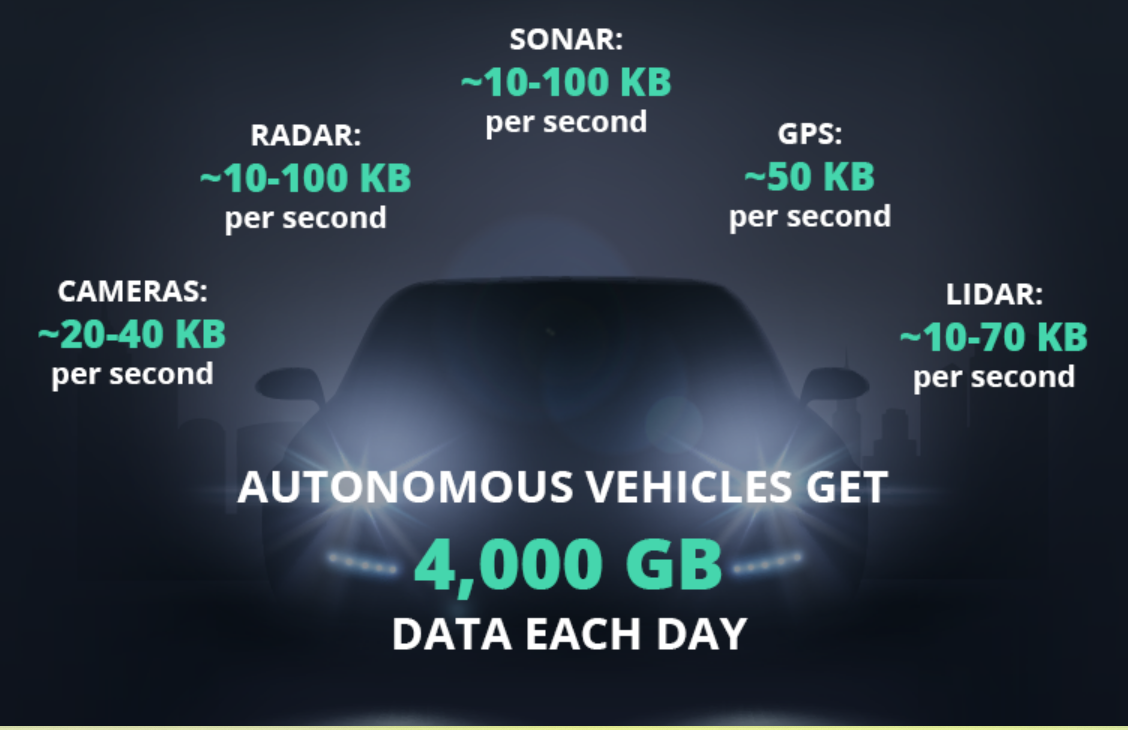 SONAR:
~10-100 KB
per second
RADAR:
~10-100 KB
per second
GPS:
~50 KB
per second
CAMERAS:
~20-40 KB
per second
LIDAR:
~10-70 KB
per second
AUTONOMOUS VEHICLES GET
4,000 GB
DATA EACH DAY